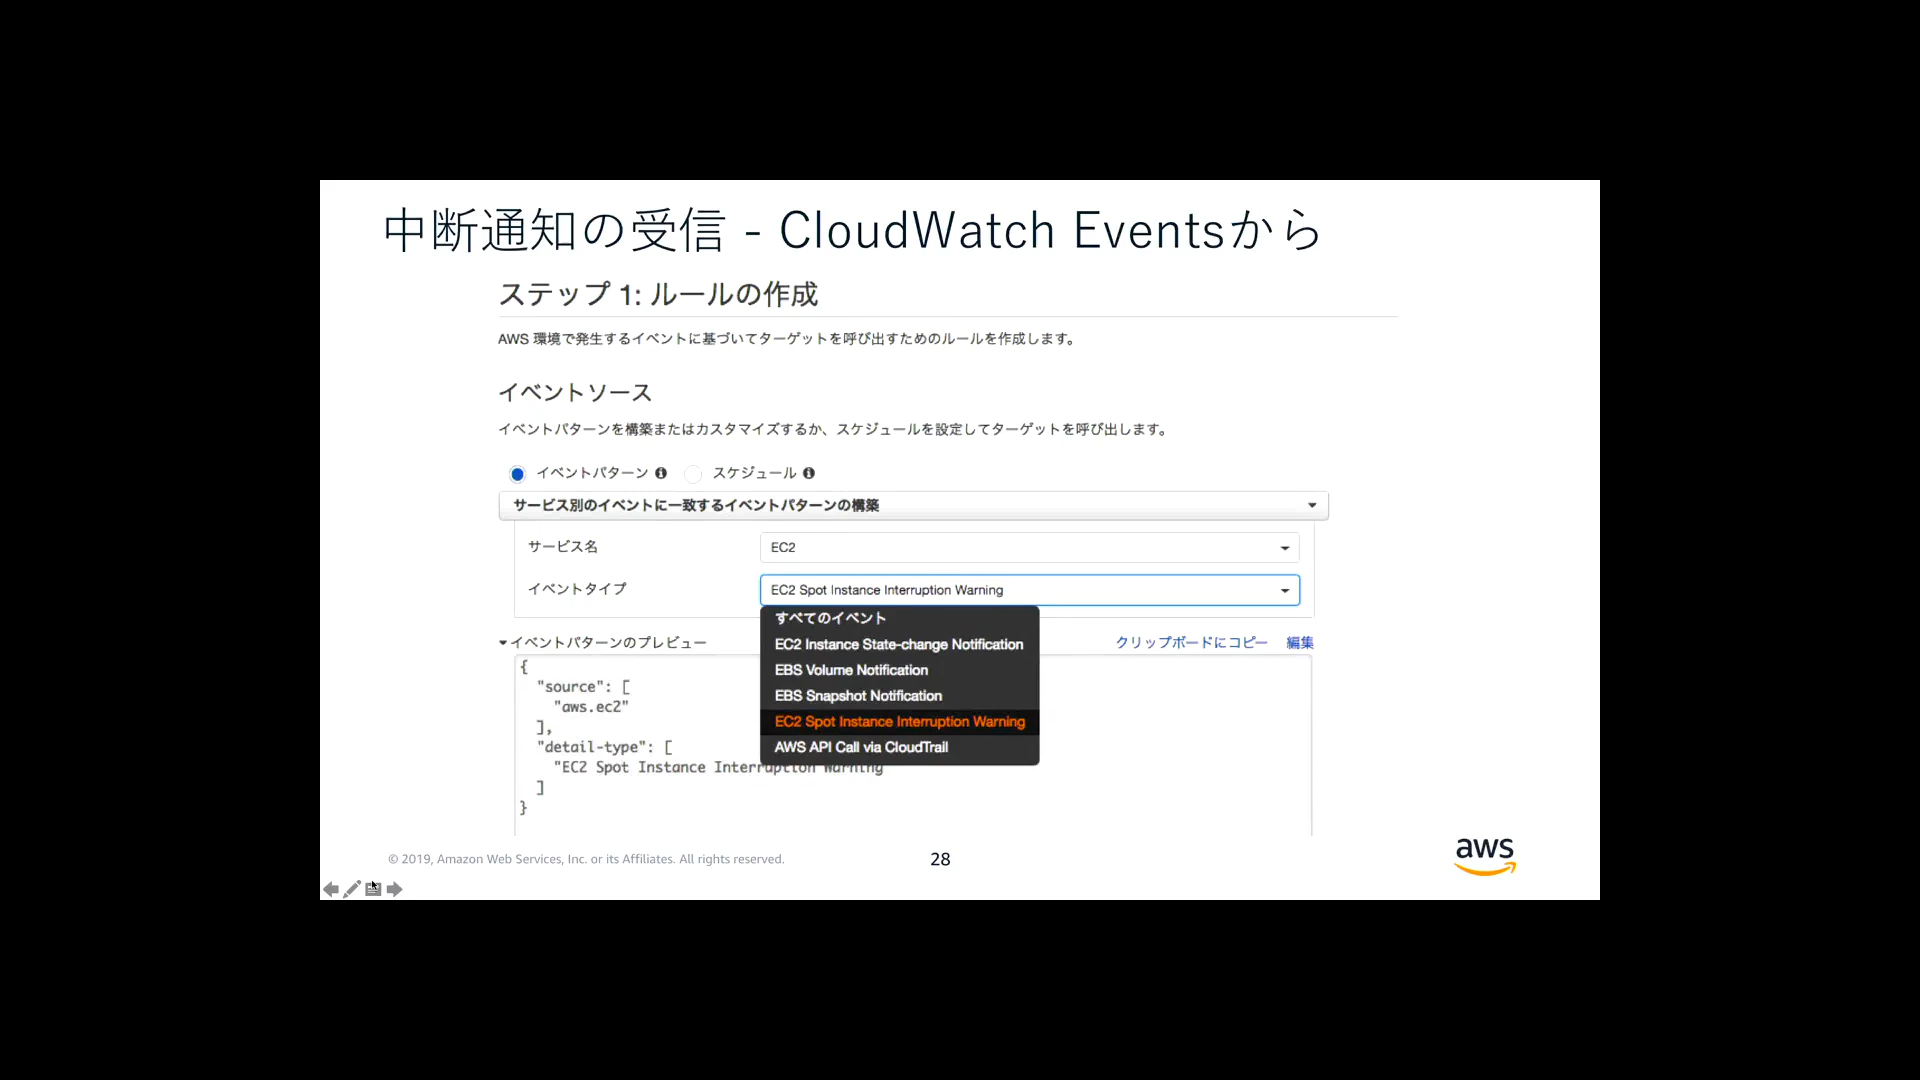 中断通知の受信 - CloudWatch Eventsから
ステップ 1: ルールの作成
AWS 環境で発生するイベントに基づいてターゲットを呼び出すためのルールを作成します。
イベントソース
イベントパターンを構築またはカスタマイズするか、スケジュールを設定してターゲットを呼び出します。
イベントパターン スケジュール
サービス別のイベントに一致するイベントパターンの構築
サービス名 EC2
イベントタイプ EC2 Spot Instance Interruption Warning
すべてのイベント
EC2 Instance State-change Notification
EBS Volume Notification
EBS Snapshot Notification
EC2 Spot Instance Interruption Warning
AWS API Call via CloudTrail
イベントパターンのプレビュー クリップボードにコピー 編集
{
"source": [
"aws.ec2"
],
"detail-type": [
"EC2 Spot Instance Interruption Warning
]
}
© 2019, Amazon Web Services, Inc. or its Affiliates. All rights reserved.
28
aws